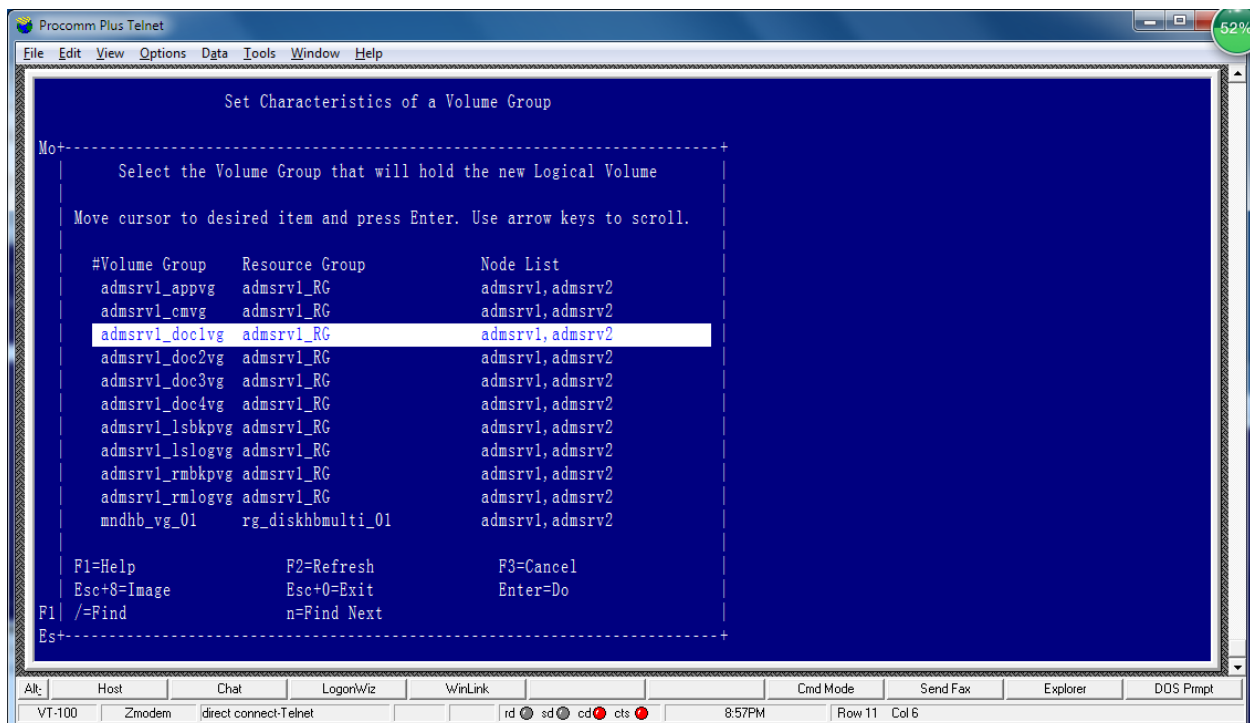 Procomm Plus Telnet
52%
File Edit View Options Data Tools Window Help
Set Characteristics of a Volume Group
Mo+-----------------------------------------------------------------------+
Select the Volume Group that will hold the new Logical Volume
Move cursor to desired item and press Enter. Use arrow keys to scroll.
#Volume Group Resource Group Node List
admsrv1_appvg admsrv1_RG admsrv1,admsrv2
admsrv1_cmvg admsrv1_RG admsrv1,admsrv2
admsrv1_doc1vg admsrv1_RG admsrv1,admsrv2
admsrv1_doc2vg admsrv1_RG admsrv1,admsrv2
admsrv1_doc3vg admsrv1_RG admsrv1,admsrv2
admsrv1_doc4vg admsrv1_RG admsrv1,admsrv2
admsrv1_lsbkpvg admsrv1_RG admsrv1,admsrv2
admsrv1_lslogvg admsrv1_RG admsrv1,admsrv2
admsrv1_rmbkpvg admsrv1_RG admsrv1,admsrv2
admsrv1_rmlogvg admsrv1_RG admsrv1,admsrv2
mndhb_vg_01 rg_diskhbmulti_01 admsrv1,admsrv2
F1=Help F2=Refresh F3=Cancel
Esc+8=Image Esc+0=Exit Enter=Do
F1| /=Find n=Find Next
Es+-----------------------------------------------------------------------+
Alt- Host Chat LogonWiz WinLink Cmd Mode Send Fax Explorer DOS Prmpt
VT-100 Zmodem direct connect-Telnet rd sd cd cts 8:57PM Row 11 Col 6